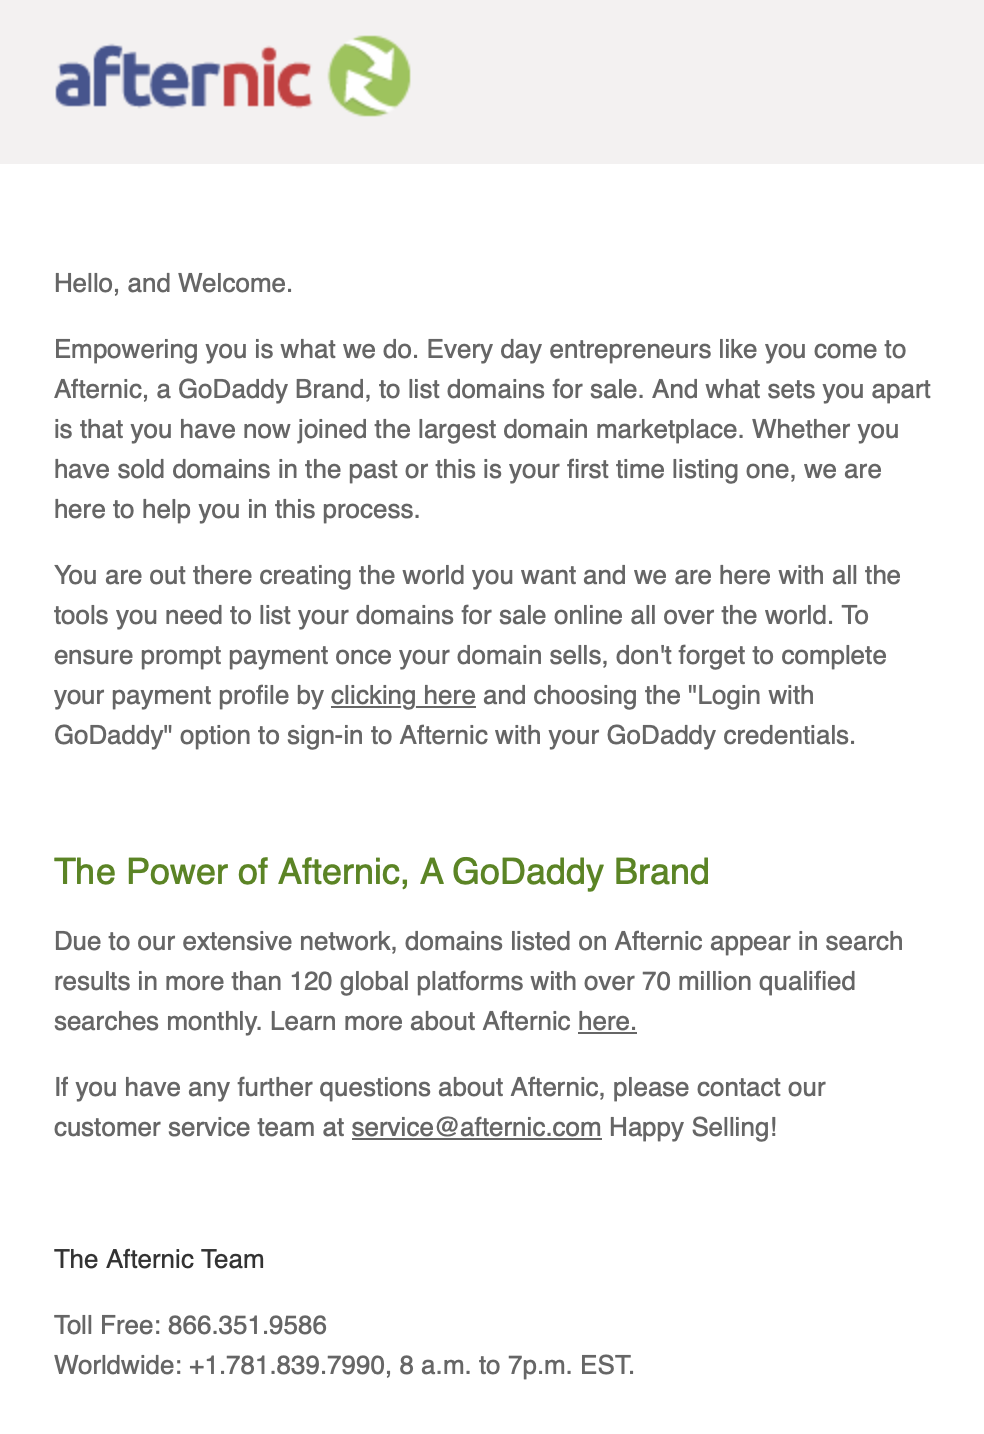 afternic
Hello, and Welcome.
Empowering you is what we do. Every day entrepreneurs like you come to
Afternic, a GoDaddy Brand, to list domains for sale. And what sets you apart
is that you have now joined the largest domain marketplace. Whether you
have sold domains in the past or this is your first time listing one, we are
here to help you in this process.
You are out there creating the world you want and we are here with all the
tools you need to list your domains for sale online all over the world. To
ensure prompt payment once your domain sells, don't forget to complete
your payment profile by clicking here and choosing the "Login with
GoDaddy" option to sign-in to Afternic with your GoDaddy credentials.
The Power of Afternic, A GoDaddy Brand
Due to our extensive network, domains listed on Afternic appear in search
results in more than 120 global platforms with over 70 million qualified
searches monthly. Learn more about Afternic here.
If you have any further questions about Afternic, please contact our
customer service team at service@afternic.com Happy Selling!
The Afternic Team
Toll Free: 866.351.9586
Worldwide: +1.781.839.7990, 8 a.m. to 7p.m. EST.